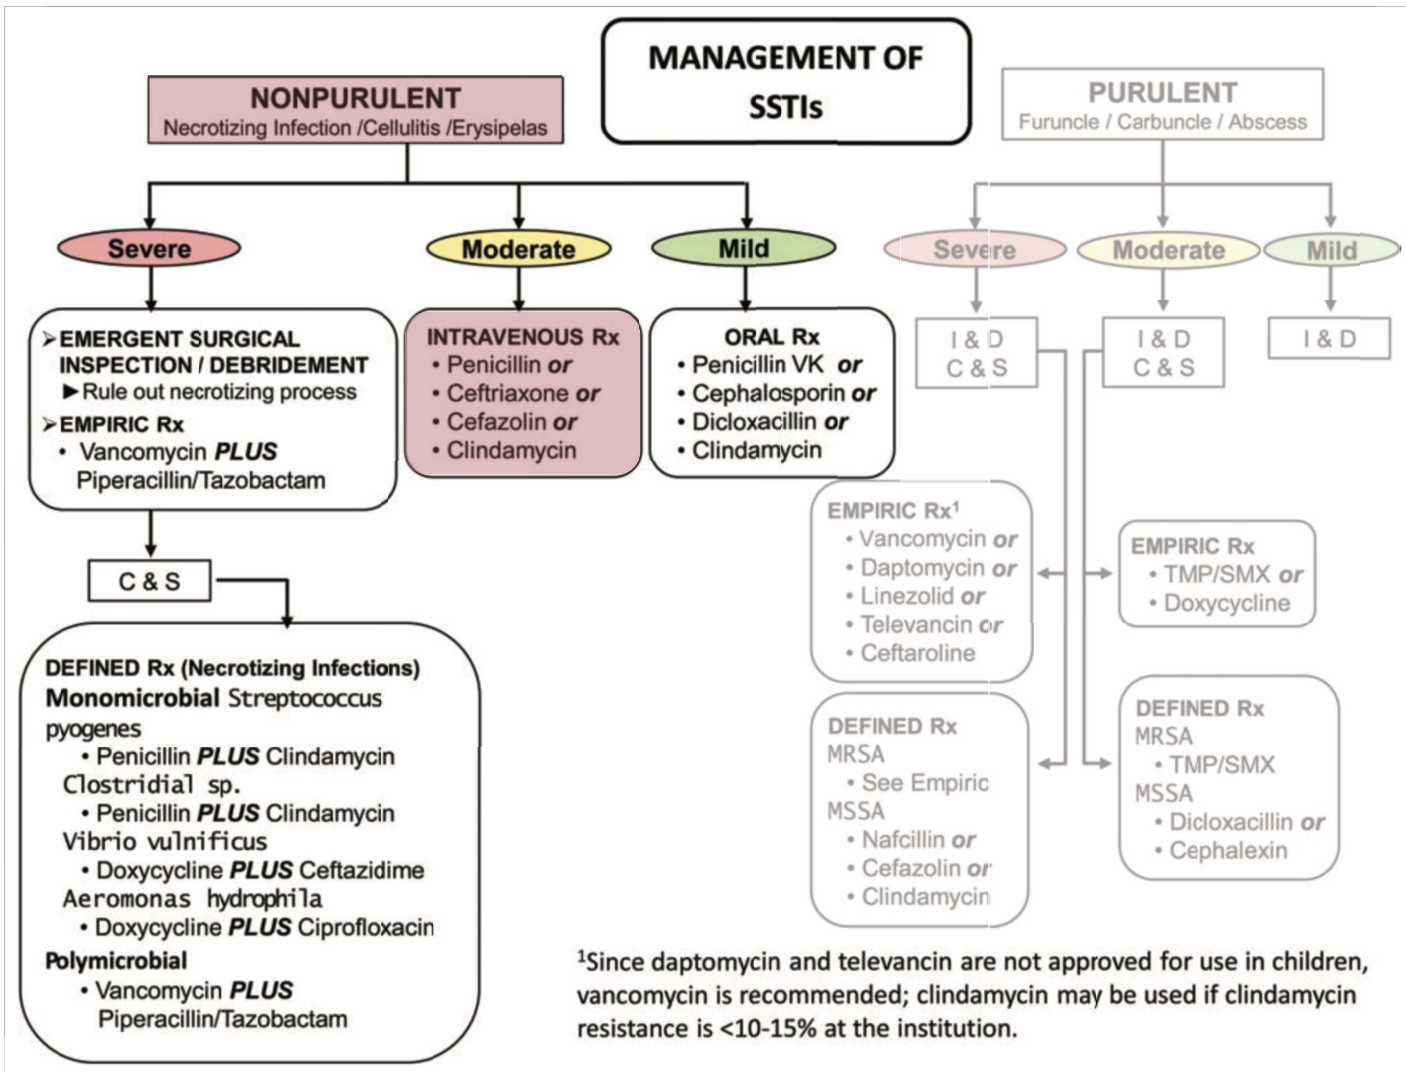 MANAGEMENT OF
SSTIs
NONPURULENT
Necrotizing Infection /Cellulitis /Erysipelas
Severe
Moderate
Mild
➢EMERGENT SURGICAL
INSPECTION / DEBRIDEMENT
►Rule out necrotizing process
➢EMPIRIC Rx
• Vancomycin PLUS
Piperacillin/Tazobactam
C & S
DEFINED Rx (Necrotizing Infections)
Monomicrobial Streptococcus
pyogenes
• Penicillin PLUS Clindamycin
Clostridial sp.
• Penicillin PLUS Clindamycin
Vibrio vulnificus
• Doxycycline PLUS Ceftazidime
Aeromonas hydrophila
• Doxycycline PLUS Ciprofloxacin
Polymicrobial
• Vancomycin PLUS
Piperacillin/Tazobactam
INTRAVENOUS Rx
• Penicillin or
• Ceftriaxone or
• Cefazolin or
• Clindamycin
ORAL Rx
• Penicillin VK or
• Cephalosporin or
• Dicloxacillin or
• Clindamycin
PURULENT
Furuncle / Carbuncle / Abscess
Severe
Moderate
Mild
I & D
C & S
I & D
C & S
I & D
EMPIRIC Rx¹
• Vancomycin or
• Daptomycin or
• Linezolid or
• Televancin or
• Ceftaroline
EMPIRIC Rx
• TMP/SMX or
• Doxycycline
DEFINED Rx
MRSA
• See Empiric
MSSA
• Nafcillin or
• Cefazolin or
• Clindamycin
DEFINED Rx
MRSA
• TMP/SMX
MSSA
• Dicloxacillin or
• Cephalexin
¹Since daptomycin and televancin are not approved for use in children,
vancomycin is recommended; clindamycin may be used if clindamycin
resistance is <10-15% at the institution.